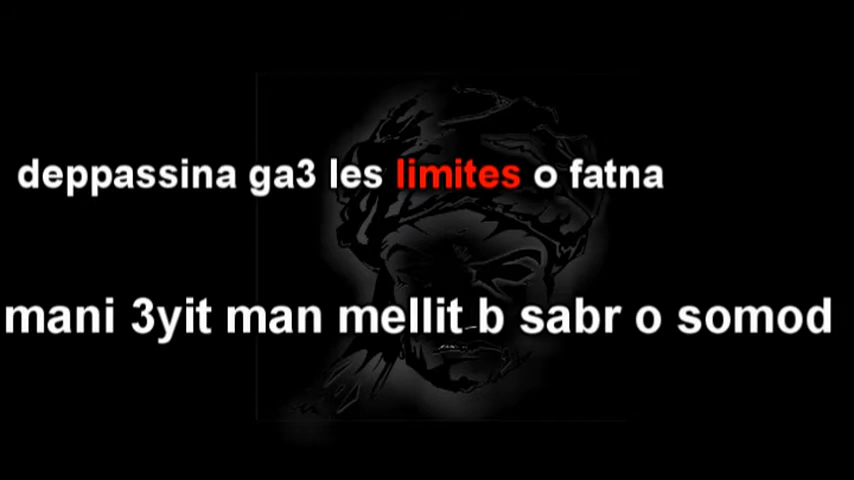 deppassina ga3 les limites o fatna
mani 3yit man mellit b sabr o somod